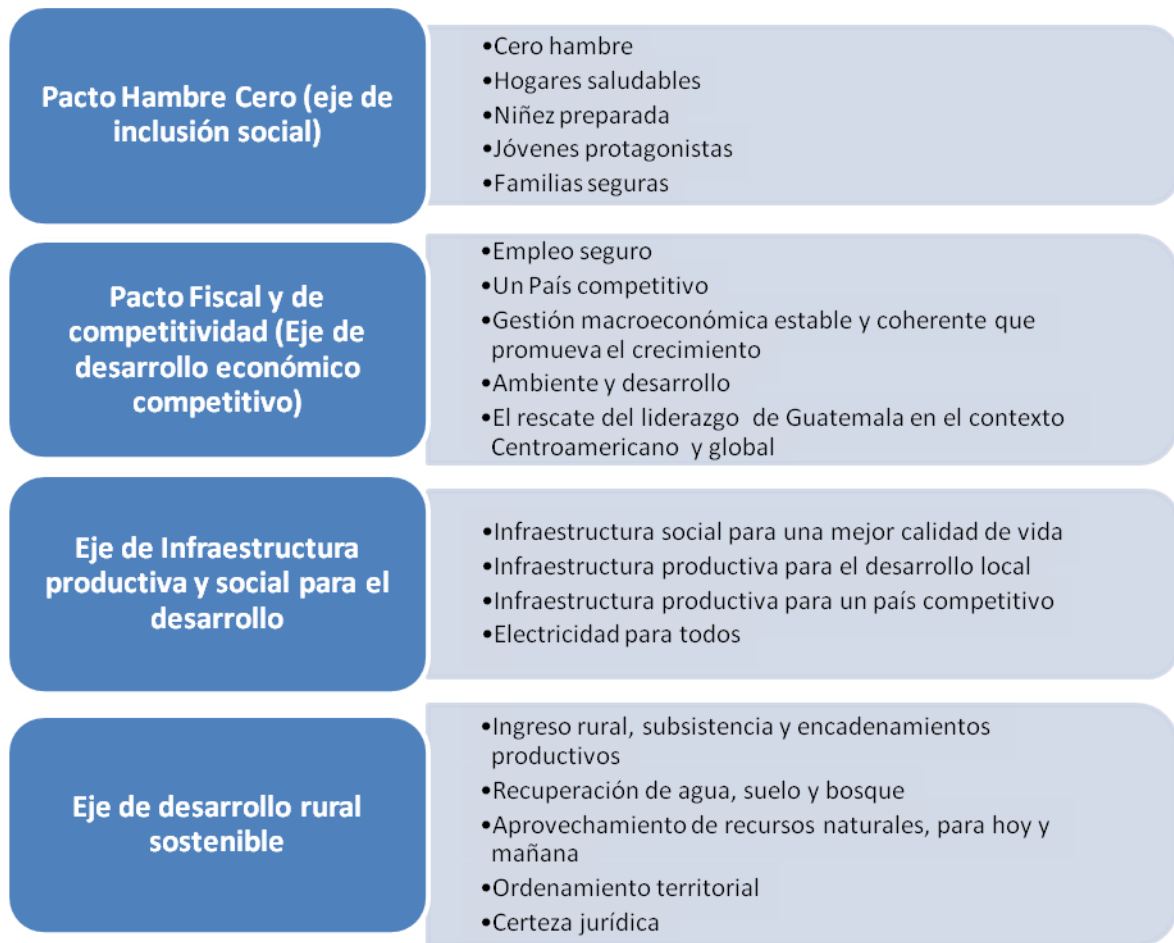 Pacto Hambre Cero (eje de
inclusión social)
•Cero hambre
•Hogares saludables
•Niñez preparada
•Jóvenes protagonistas
•Familias seguras
Pacto Fiscal y de
competitividad (Eje de
desarrollo económico
competitivo)
•Empleo seguro
•Un País competitivo
•Gestión macroeconómica estable y coherente que
promueva el crecimiento
•Ambiente y desarrollo
•El rescate del liderazgo de Guatemala en el contexto
Centroamericano y global
Eje de Infraestructura
productiva y social para el
desarrollo
•Infraestructura social para una mejor calidad de vida
•Infraestructura productiva para el desarrollo local
•Infraestructura productiva para un país competitivo
•Electricidad para todos
Eje de desarrollo rural
sostenible
•Ingreso rural, subsistencia y encadenamientos
productivos
•Recuperación de agua, suelo y bosque
•Aprovechamiento de recursos naturales, para hoy y
mañana
•Ordenamiento territorial
•Certeza jurídica